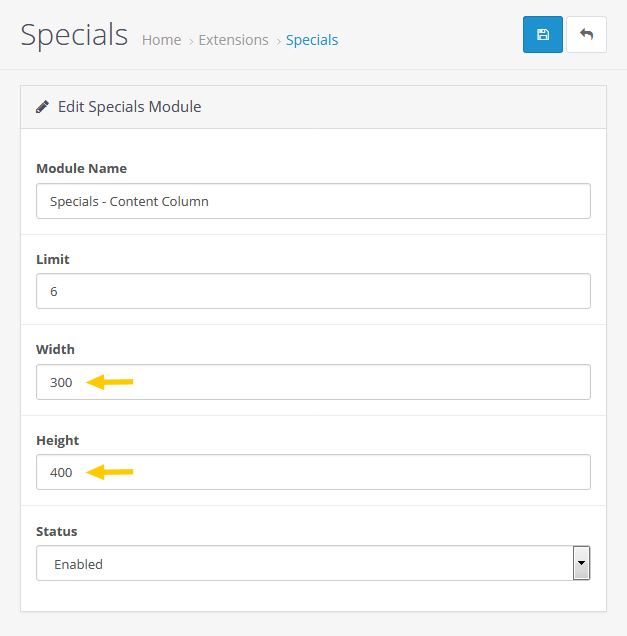 Specials Home › Extensions › Specials
Edit Specials Module
Module Name
Specials - Content Column
Limit
6
Width
300
Height
400
Status
Enabled